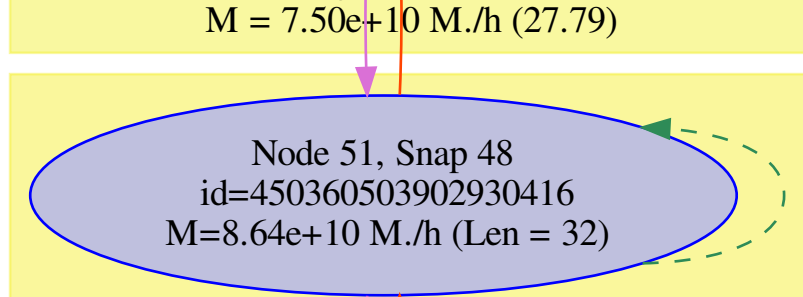 M = 7.50e+10 M./h (27.79)
Node 51, Snap 48
id=450360503902930416
M=8.64e+10 M./h (Len = 32)